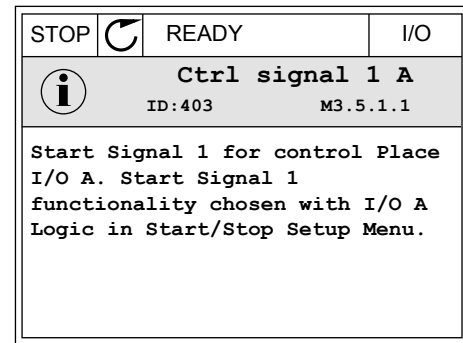 STOP READY I/O
Ctrl signal 1 A
ID:403 M3.5.1.1
Start Signal 1 for control Place
I/O A. Start Signal 1
functionality chosen with I/O A
Logic in Start/Stop Setup Menu.